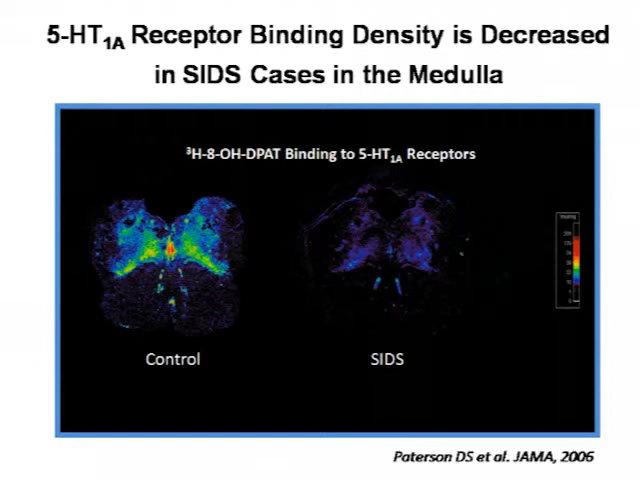 5-HT1A Receptor Binding Density is Decreased
in SIDS Cases in the Medulla
³H-8-OH-DPAT Binding to 5-HT1A Receptors
Control
SIDS
Paterson DS et al. JAMA, 2006